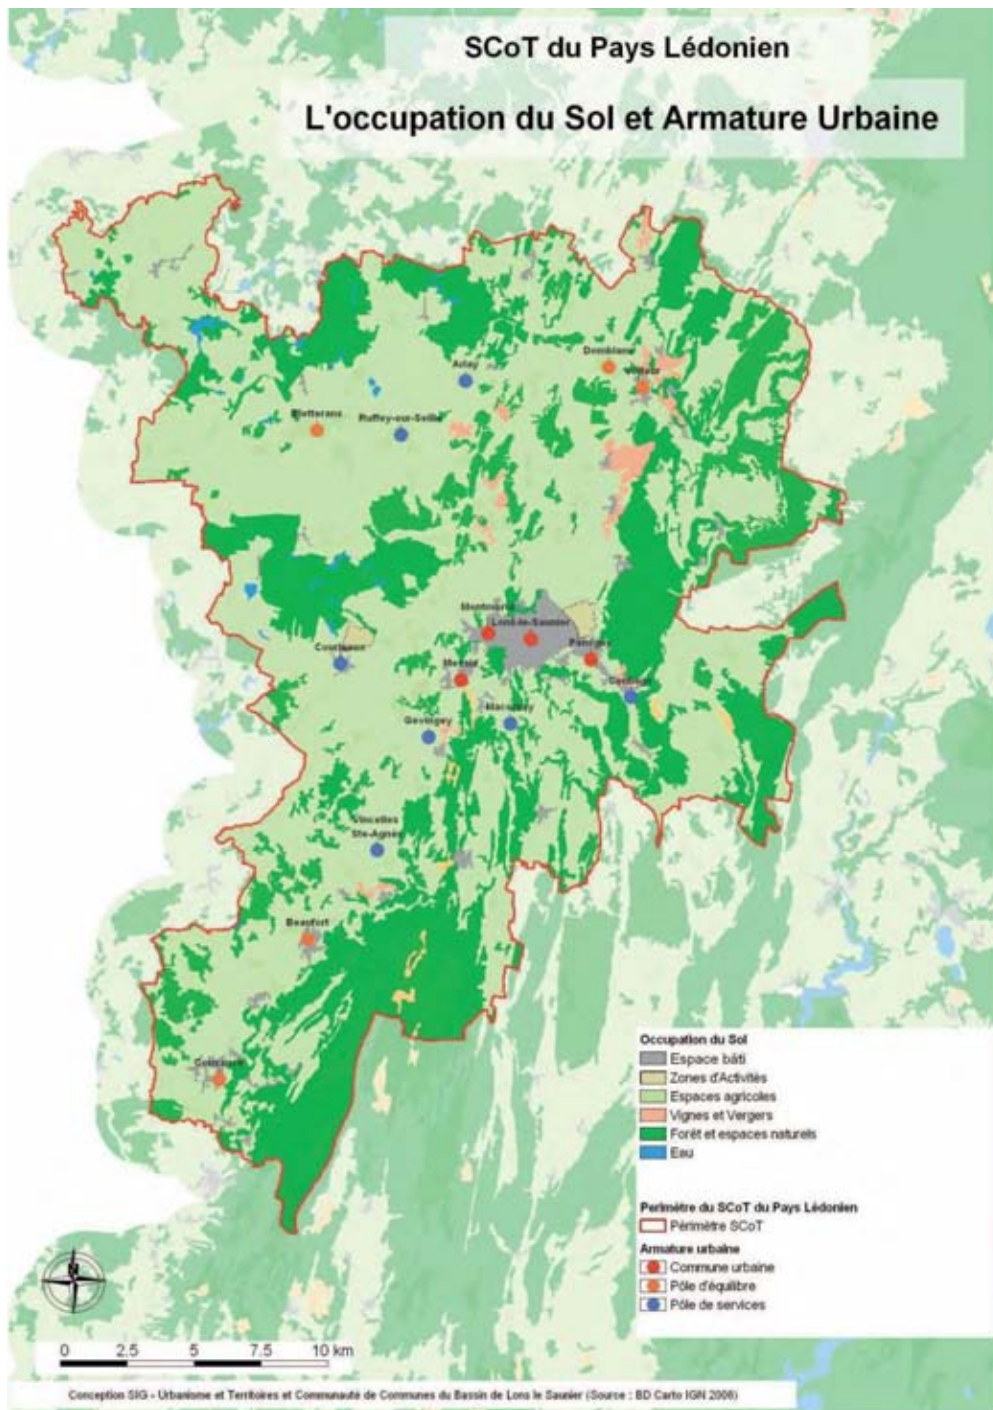 SCoT du Pays Lédonien
L'occupation du Sol et Armature Urbaine
Domblans
Arlay
Voiteur
Bletterans
Ruffey-sur-Seille
Montmorot
Lons-le-Saunier
Perrigny
Courlaoux
Messia
Conliège
Macornay
Gevingey
Vincelles
Ste-Agnès
Beaufort
Cousance
Occupation du Sol
Espace bâti
Zones d'Activités
Espaces agricoles
Vignes et Vergers
Forêt et espaces naturels
Eau
Perimètre du SCoT du Pays Lédonien
Périmètre SCoT
Armature urbaine
Commune urbaine
Pôle d'équilibre
Pôle de services
N
0 2.5 5 7.5 10 km
Conception SIG - Urbanisme et Territoires et Communauté de Communes du Bassin de Lons le Saunier (Source : BD Carto IGN 2006)